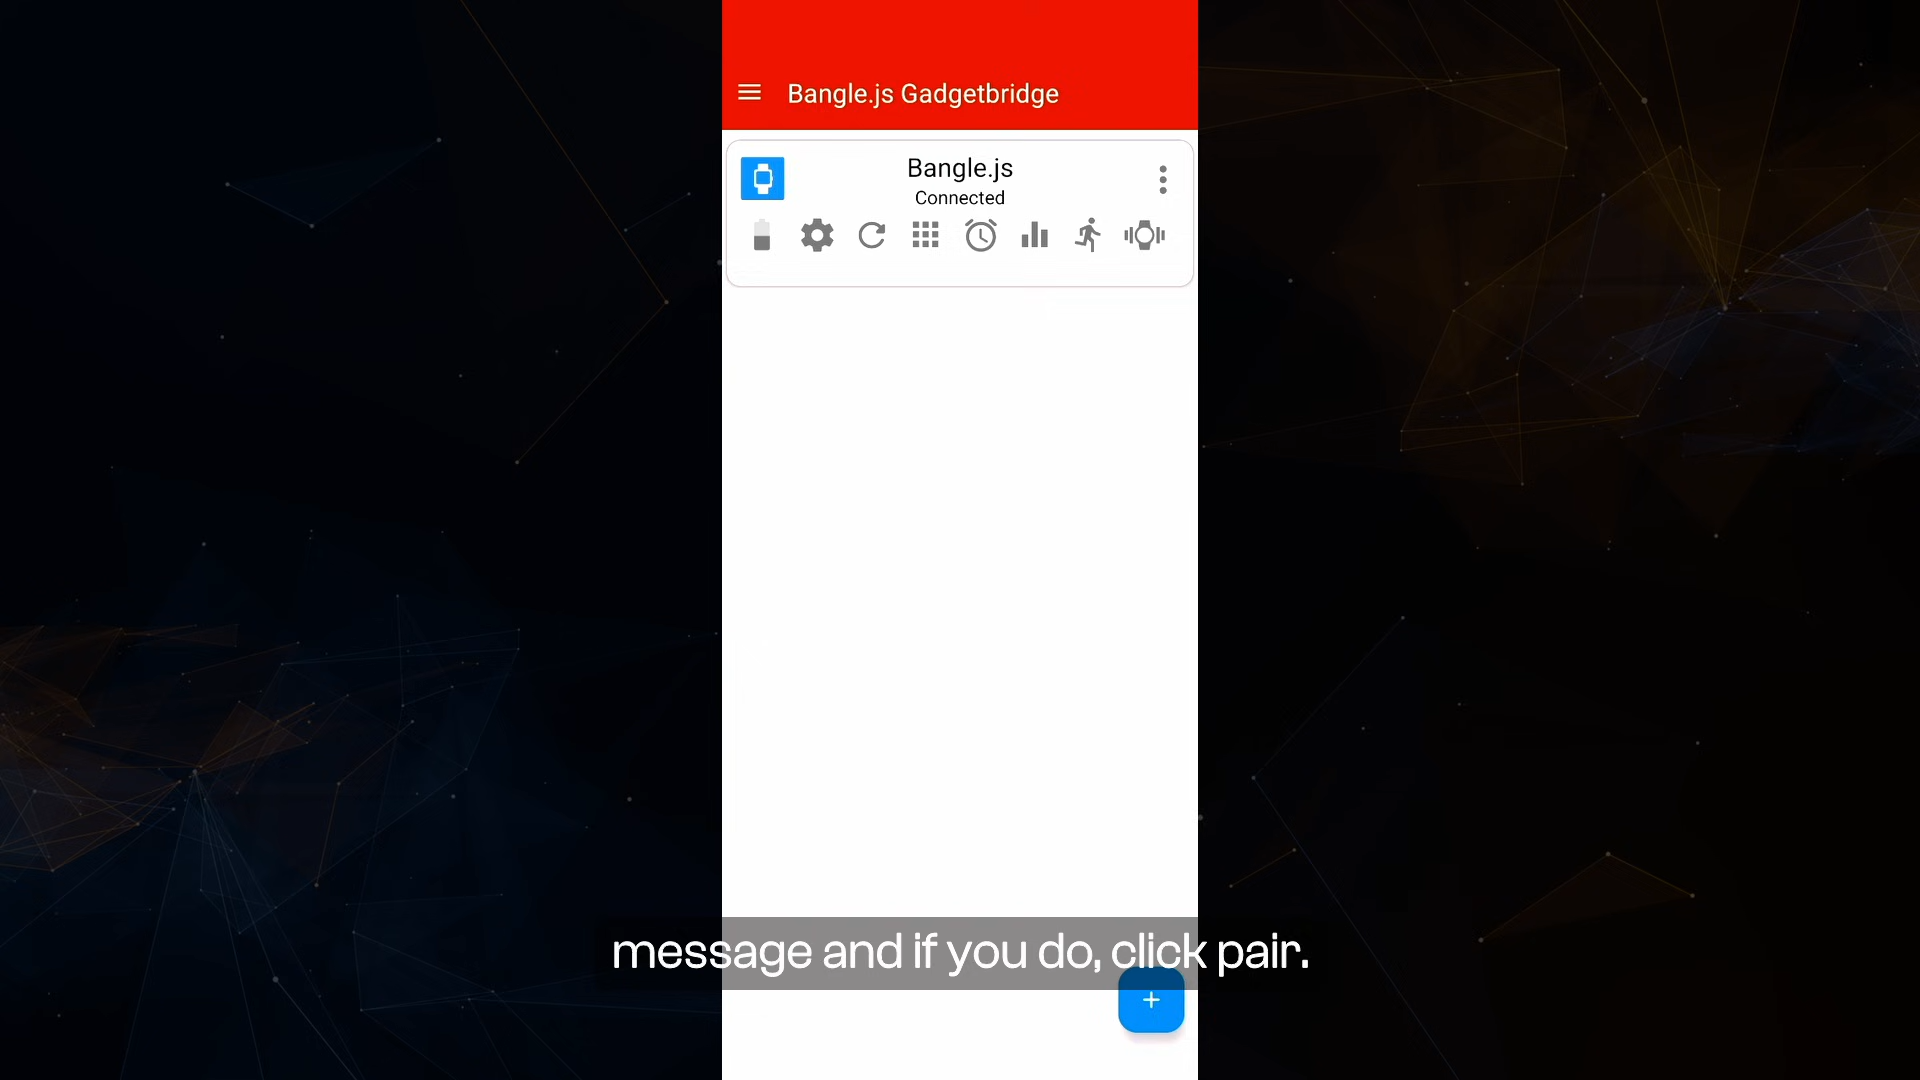 Bangle.js Gadgetbridge
Bangle.js
Connected
message and if you do, click pair.